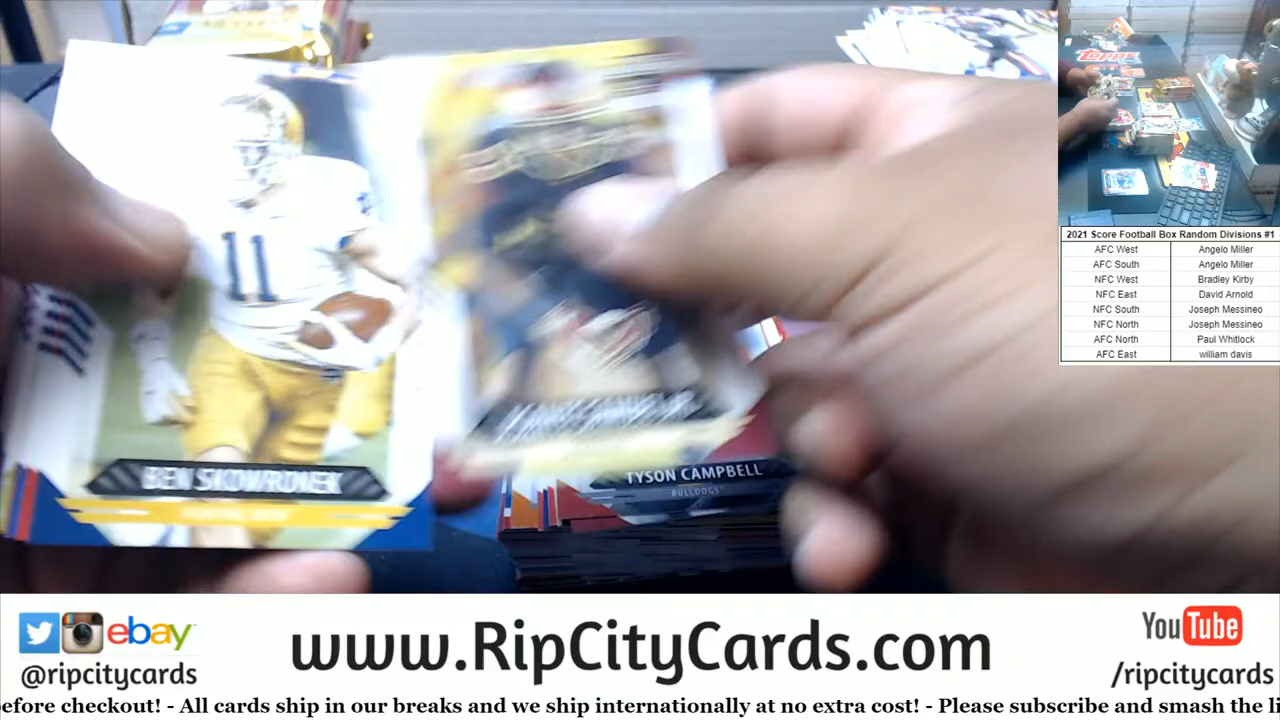 11
BEN SKOWRONEK
TYSON CAMPBELL
BULLDOGS
Topps
2021 Score Football Box Random Divisions #1
AFC West Angelo Miller
AFC South Angelo Miller
NFC West Bradley Kirby
NFC East David Arnold
NFC South Joseph Messineo
NFC North Joseph Messineo
AFC North Paul Whitlock
AFC East william davis
ebay
@ripcitycards
www.RipCityCards.com
YouTube
/ripcitycards
efore checkout! - All cards ship in our breaks and we ship internationally at no extra cost! - Please subscribe and smash the li